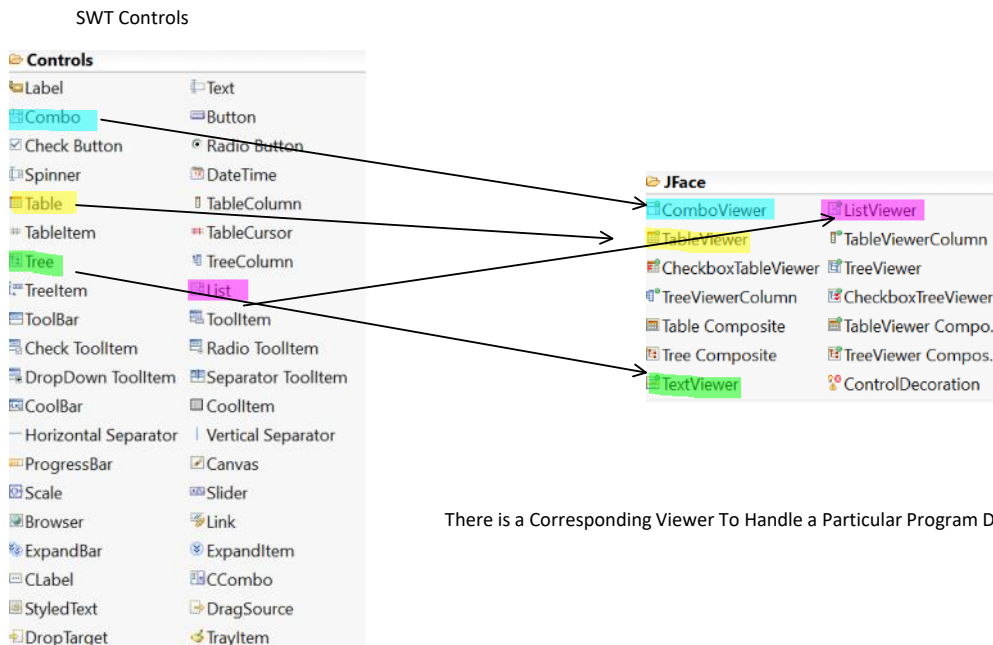 SWT Controls
Controls
Label Text
Combo Button
Check Button Radio Button
Spinner DateTime
Table TableColumn
TableItem TableCursor
Tree TreeColumn
TreeItem List
ToolBar ToolItem
Check ToolItem Radio ToolItem
DropDown ToolItem Separator ToolItem
CoolBar CoolItem
Horizontal Separator Vertical Separator
ProgressBar Canvas
Scale Slider
Browser Link
ExpandBar ExpandItem
CLabel CCombo
StyledText DragSource
DropTarget TrayItem
JFace
ComboViewer ListViewer
TableViewer TableViewerColumn
CheckboxTableViewer TreeViewer
TreeViewerColumn CheckboxTreeViewer
Table Composite TableViewer Compo.
Tree Composite TreeViewer Compos.
TextViewer ControlDecoration
There is a Corresponding Viewer To Handle a Particular Program D